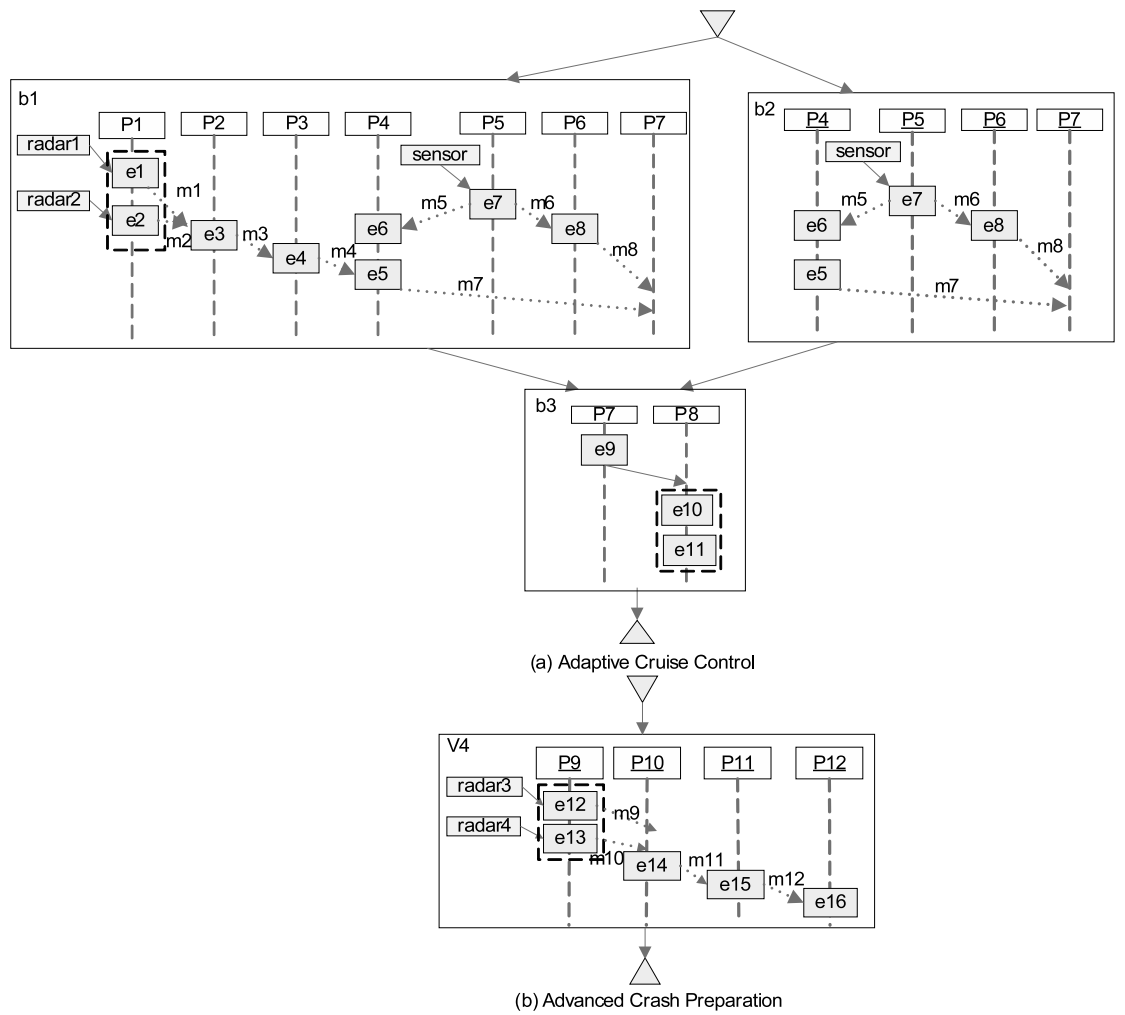 b1
P1 P2 P3 P4 P5 P6 P7
radar1
e1
m1
radar2
e2
m2
e3
m3
e4
m4
e5
e6
m5
sensor
e7
m6
e8
m8
m7
b2
P4 P5 P6 P7
sensor
e7
m5
m6
e6
e8
m8
e5
m7
b3
P7 P8
e9
e10
e11
(a) Adaptive Cruise Control
V4
P9 P10 P11 P12
radar3
e12
m9
radar4
e13
m10
e14
m11
e15
m12
e16
(b) Advanced Crash Preparation